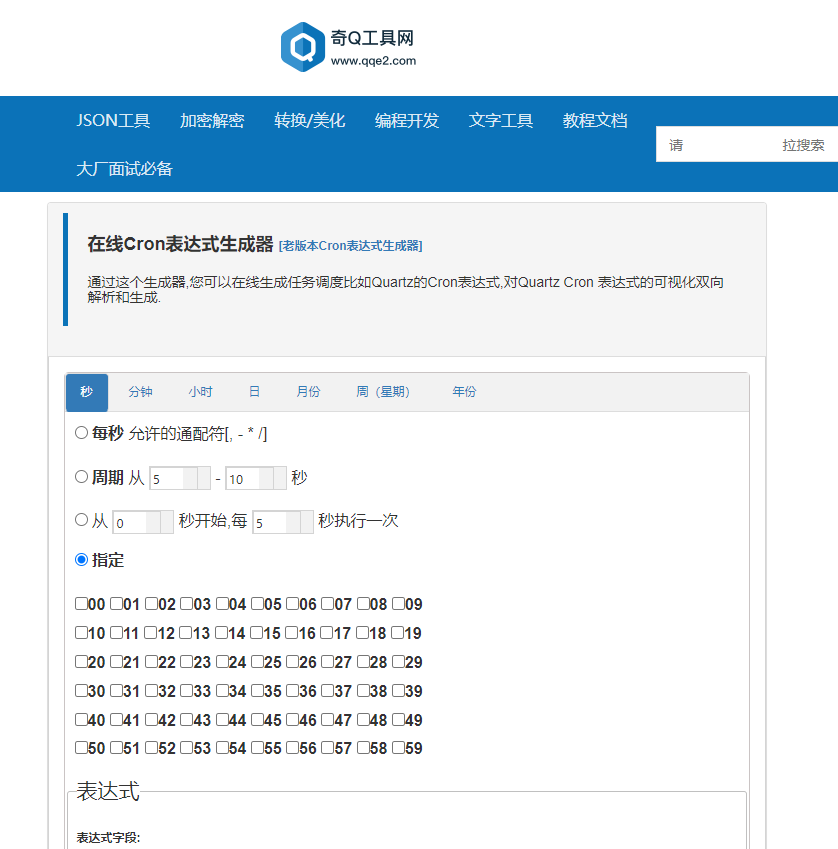 奇Q工具网
www.qqe2.com
JSON工具 加密解密 转换/美化 编程开发 文字工具 教程文档
请 拉搜索
大厂面试必备
在线Cron表达式生成器 [老版本Cron表达式生成器]
通过这个生成器,您可以在线生成任务调度比如Quartz的Cron表达式,对Quartz Cron 表达式的可视化双向
解析和生成.
秒 分钟 小时 日 月份 周（星期） 年份
每秒 允许的通配符[, - * /]
周期 从 5 - 10 秒
从 0 秒开始,每 5 秒执行一次
指定
00 01 02 03 04 05 06 07 08 09
10 11 12 13 14 15 16 17 18 19
20 21 22 23 24 25 26 27 28 29
30 31 32 33 34 35 36 37 38 39
40 41 42 43 44 45 46 47 48 49
50 51 52 53 54 55 56 57 58 59
表达式
表达式字段: